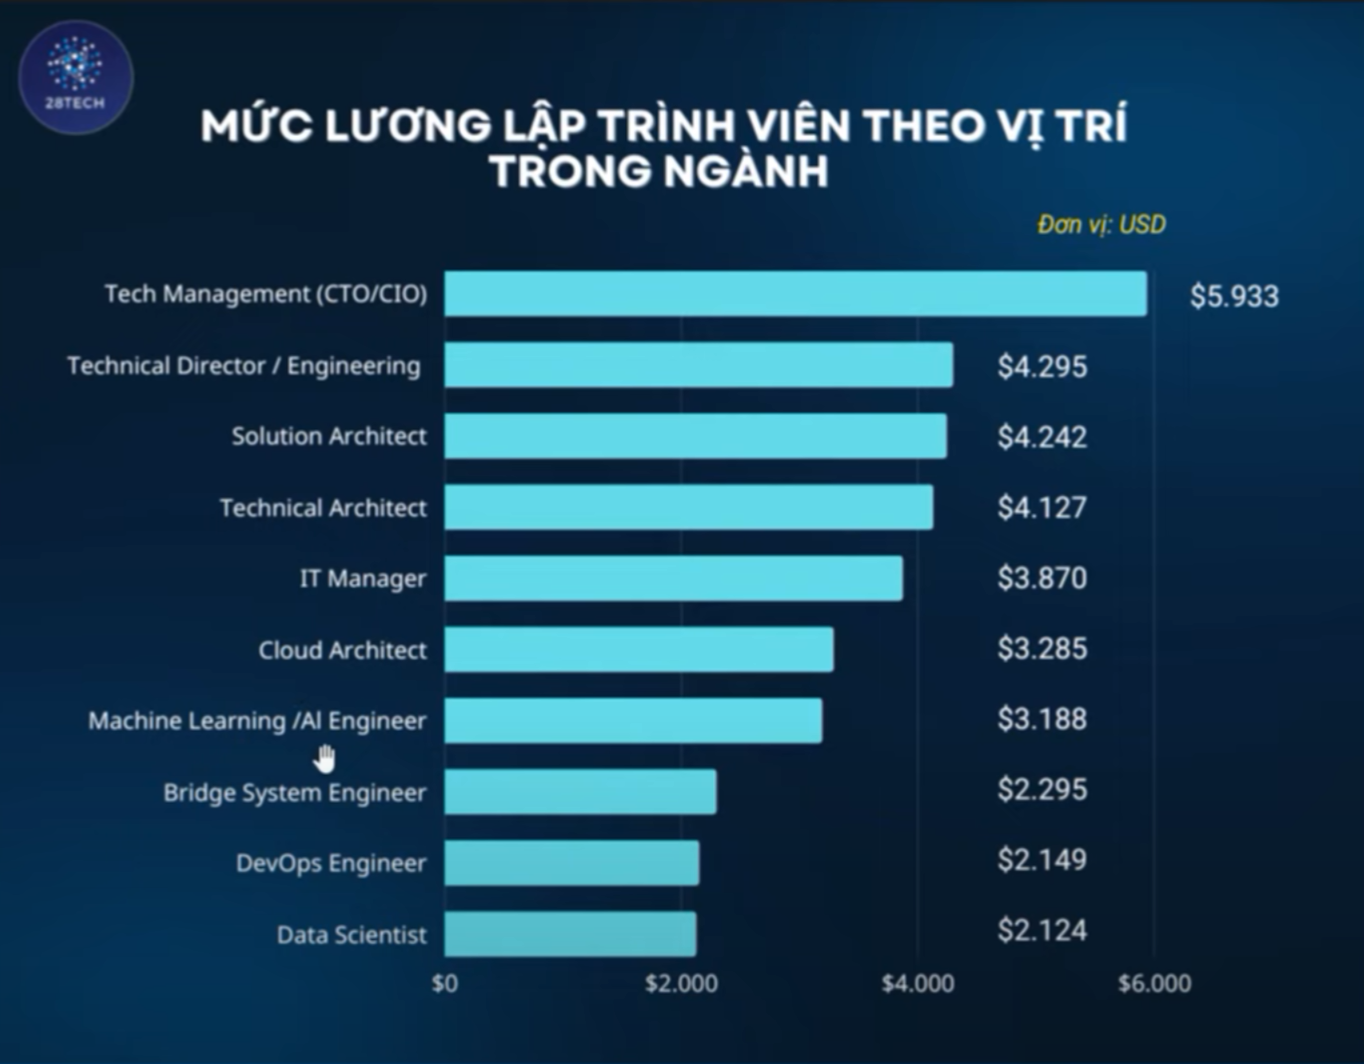 28TECH
MỨC LƯƠNG LẬP TRÌNH VIÊN THEO VỊ TRÍ
TRONG NGÀNH
Đơn vị: USD
Tech Management (CTO/CIO) $5.933
Technical Director / Engineering $4.295
Solution Architect $4.242
Technical Architect $4.127
IT Manager $3.870
Cloud Architect $3.285
Machine Learning /AI Engineer $3.188
Bridge System Engineer $2.295
DevOps Engineer $2.149
Data Scientist $2.124
$0 $2.000 $4.000 $6.000